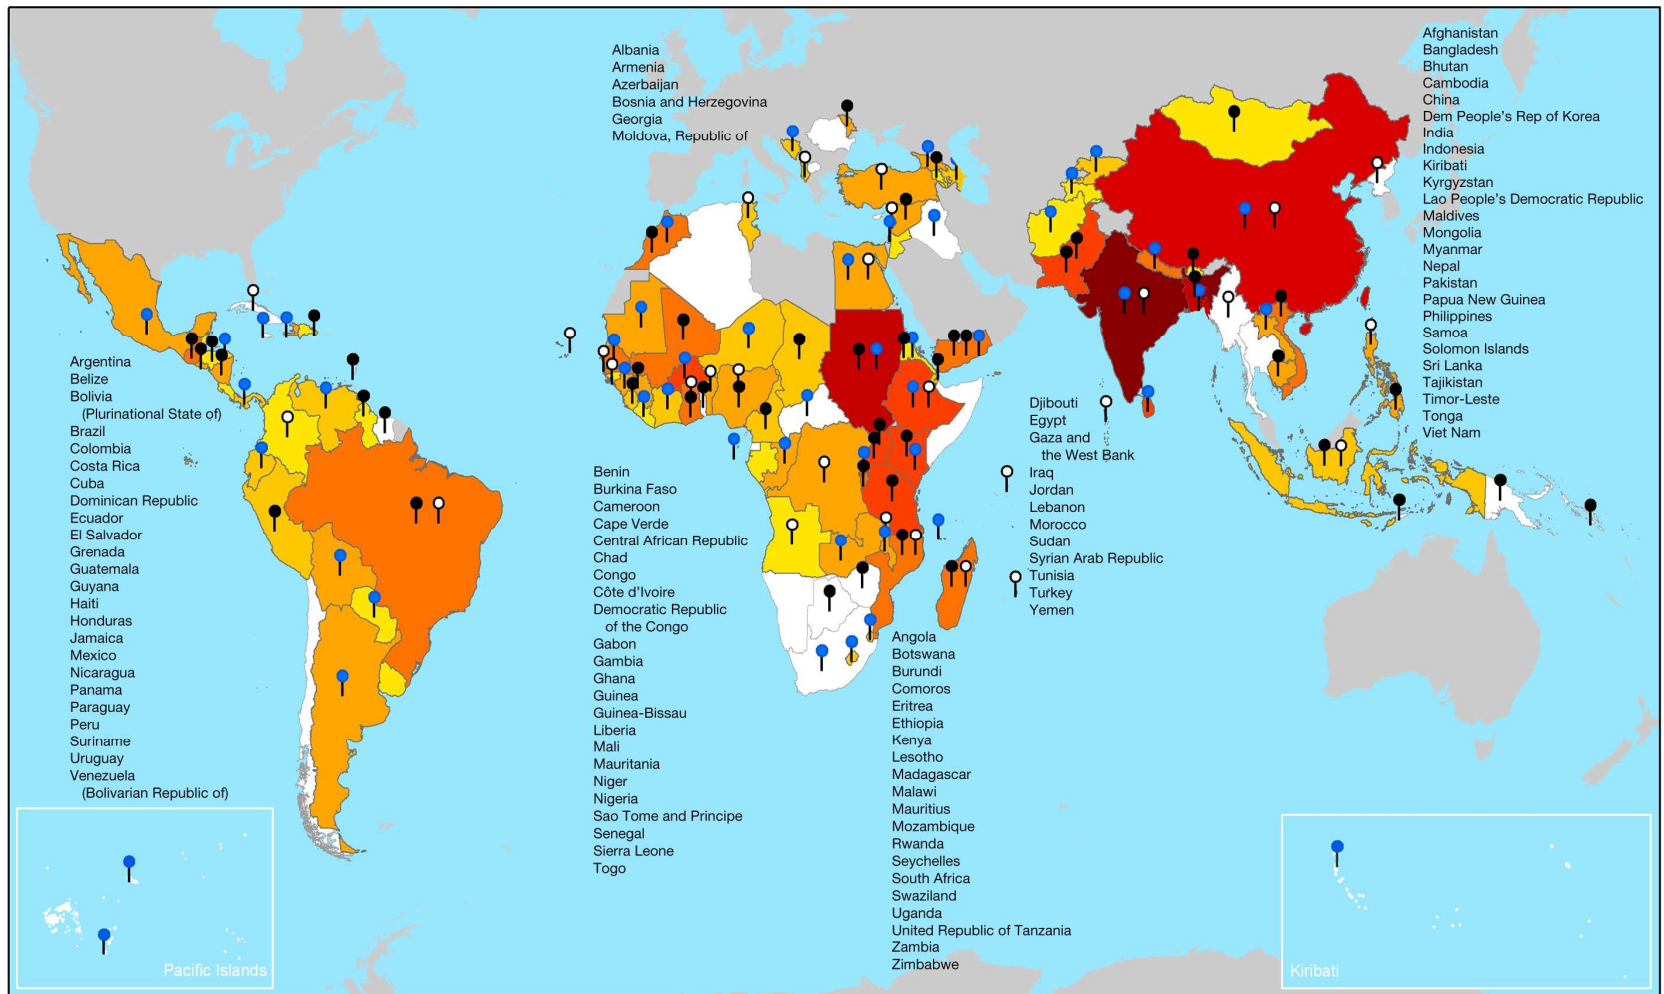 Albania
Armenia
Azerbaijan
Bosnia and Herzegovina
Georgia
Moldova, Republic of
Afghanistan
Bangladesh
Bhutan
Cambodia
China
Dem People's Rep of Korea
India
Indonesia
Kiribati
Kyrgyzstan
Lao People's Democratic Republic
Maldives
Mongolia
Myanmar
Nepal
Pakistan
Papua New Guinea
Philippines
Samoa
Solomon Islands
Sri Lanka
Tajikistan
Timor-Leste
Tonga
Viet Nam
Argentina
Belize
Bolivia
(Plurinational State of)
Brazil
Colombia
Costa Rica
Cuba
Dominican Republic
Ecuador
El Salvador
Grenada
Guatemala
Guyana
Haiti
Honduras
Jamaica
Mexico
Nicaragua
Panama
Paraguay
Peru
Suriname
Uruguay
Venezuela
(Bolivarian Republic of)
Djibouti
Egypt
Gaza and
the West Bank
Iraq
Jordan
Lebanon
Morocco
Sudan
Syrian Arab Republic
Tunisia
Turkey
Yemen
Benin
Burkina Faso
Cameroon
Cape Verde
Central African Republic
Chad
Congo
Côte d'Ivoire
Democratic Republic
of the Congo
Gabon
Gambia
Ghana
Guinea
Guinea-Bissau
Liberia
Mali
Mauritania
Niger
Nigeria
Sao Tome and Principe
Senegal
Sierra Leone
Togo
Angola
Botswana
Burundi
Comoros
Eritrea
Ethiopia
Kenya
Lesotho
Madagascar
Malawi
Mauritius
Mozambique
Rwanda
Seychelles
South Africa
Swaziland
Uganda
United Republic of Tanzania
Zambia
Zimbabwe
Pacific Islands
Kiribati